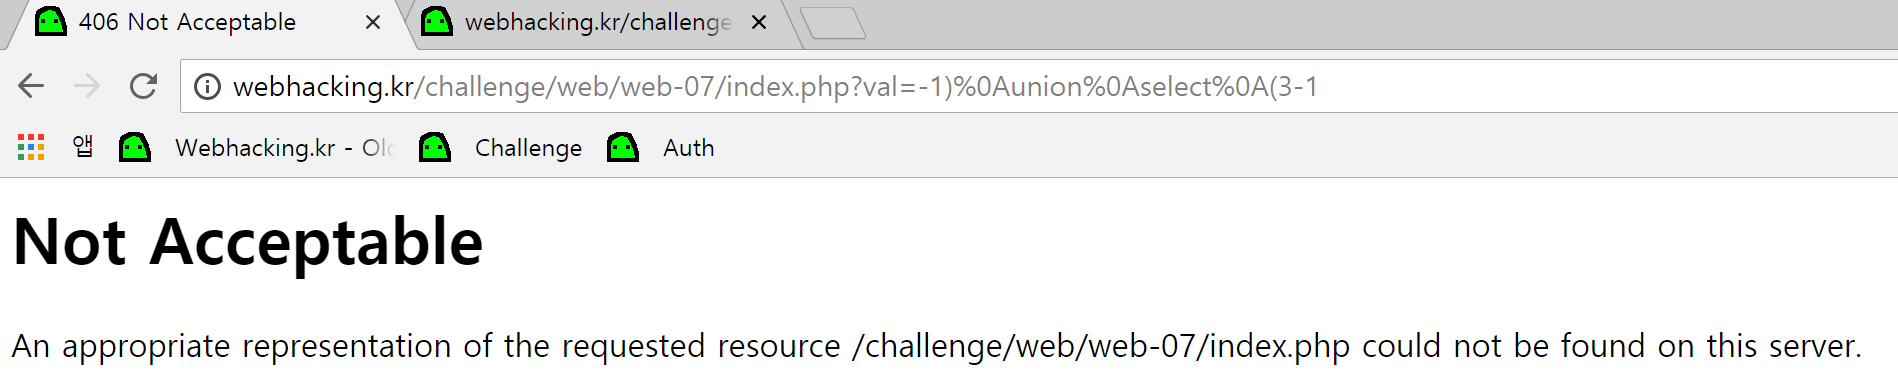 406 Not Acceptable
webhacking.kr/challenge
webhacking.kr/challenge/web/web-07/index.php?val=-1)%0Aunion%0Aselect%0A(3-1
앱 Webhacking.kr - Old Challenge Auth
Not Acceptable
An appropriate representation of the requested resource /challenge/web/web-07/index.php could not be found on this server.